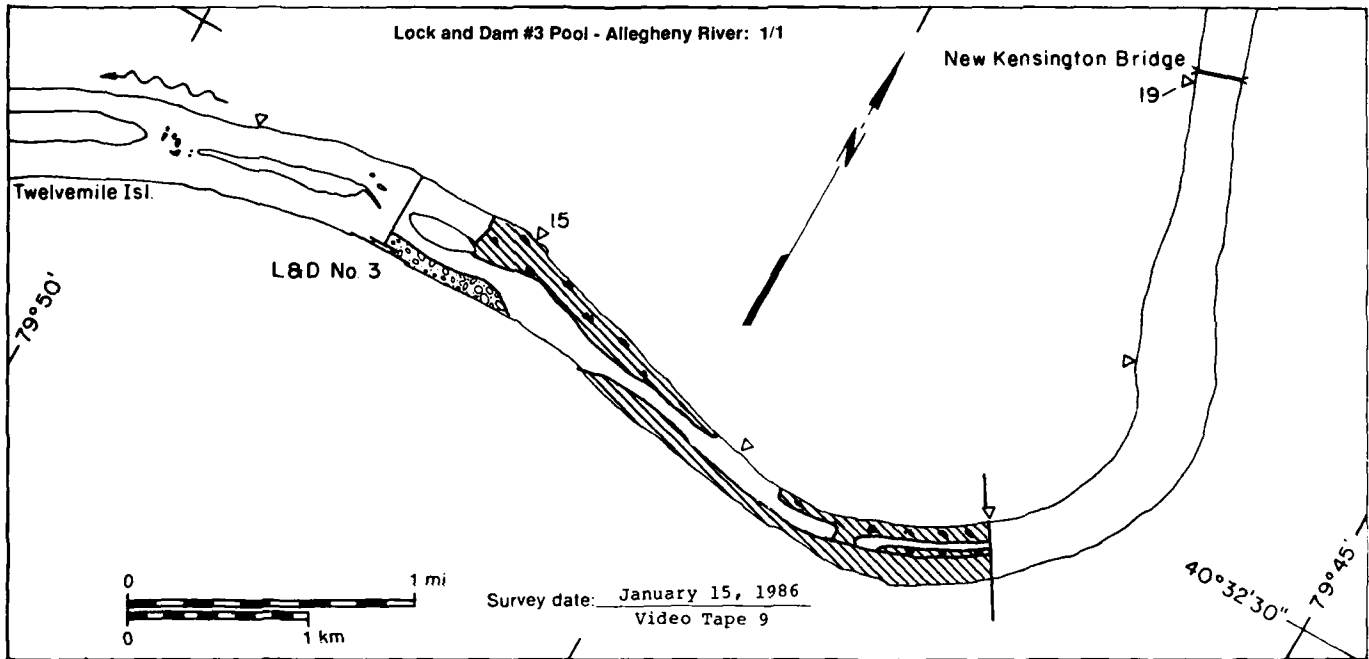 Lock and Dam #3 Pool - Allegheny River: 1/1
New Kensington Bridge
19
N
Twelvemile Isl.
15
L&D No. 3
79°50'
0 1 mi
0 1 km
Survey date: January 15, 1986
Video Tape 9
40°32'30"
79°45'